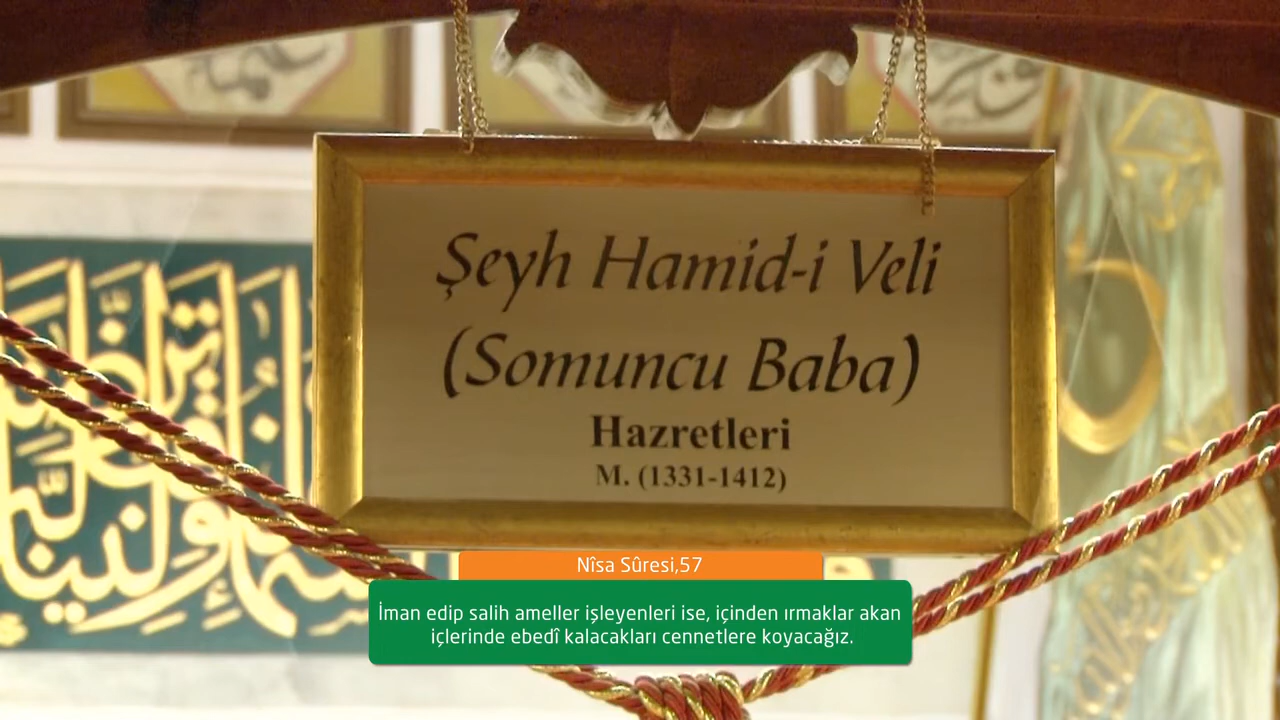 Şeyh Hamid-i Veli
(Somuncu Baba)
Hazretleri
M. (1331-1412)
Nîsa Sûresi,57
İman edip salih ameller işleyenleri ise, içinden ırmaklar akan
içlerinde ebedî kalacakları cennetlere koyacağız.